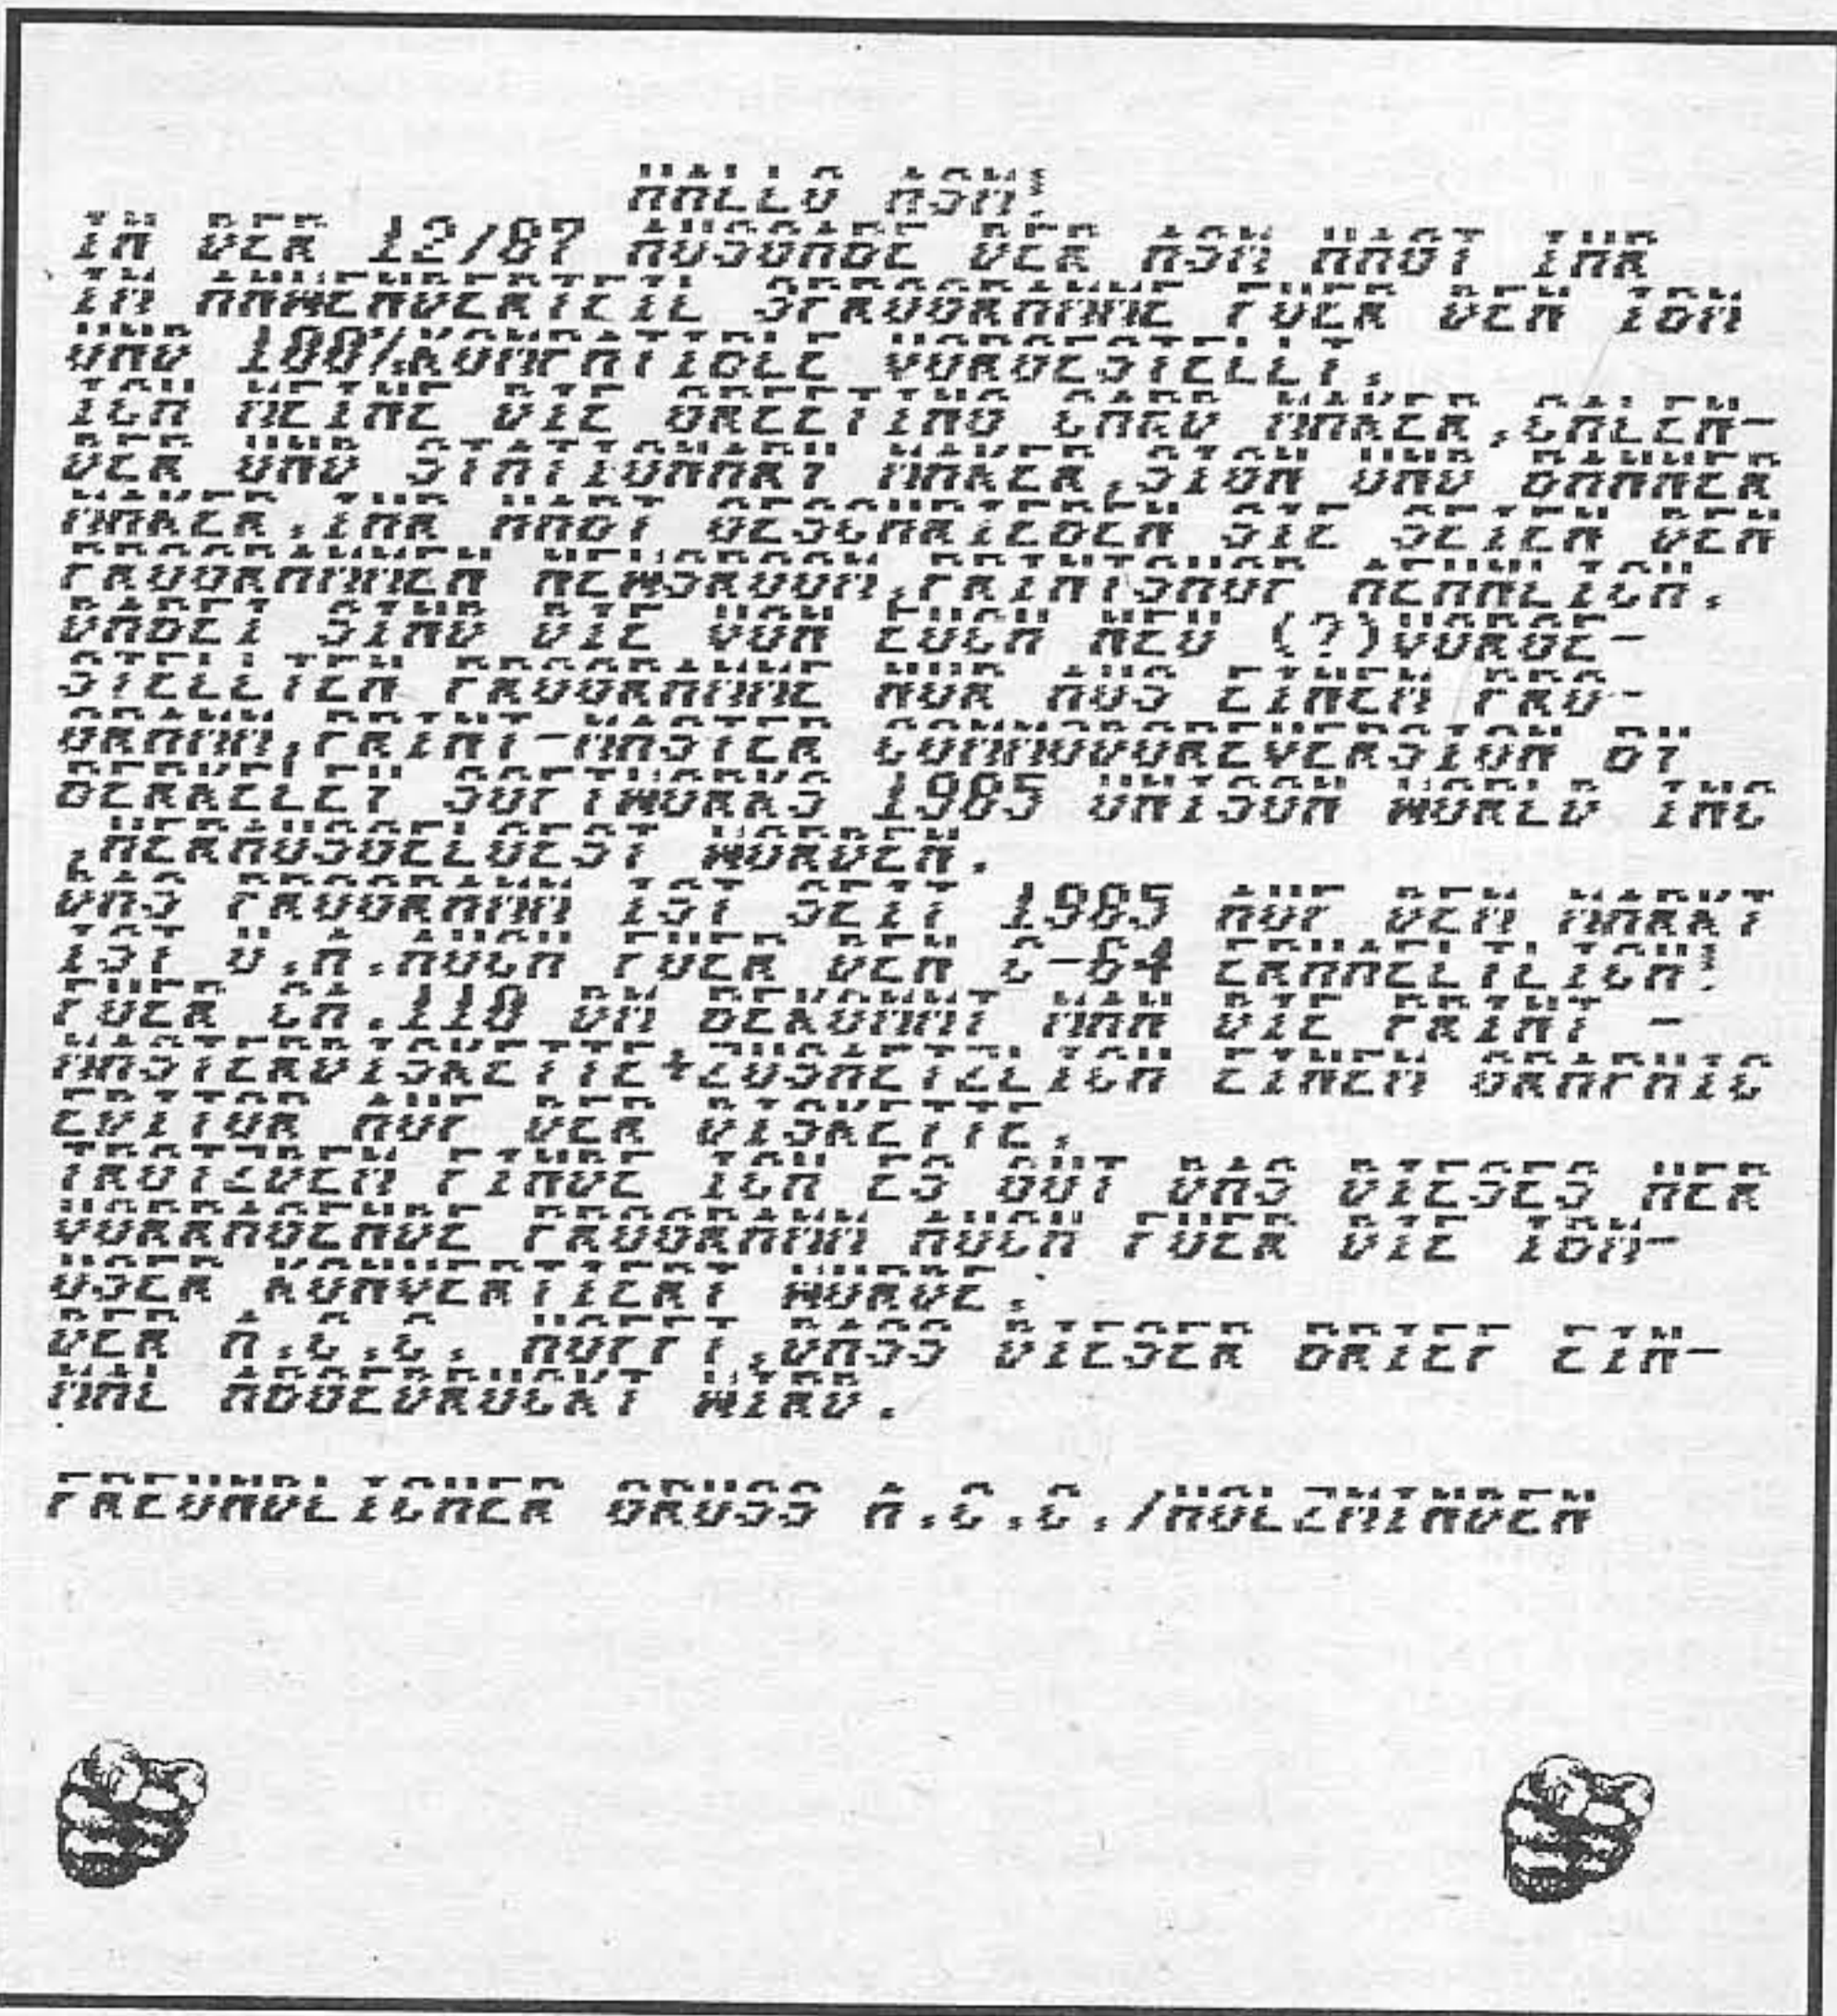 HALLO ASM!
IN DER 12/87 AUSGABE DER ASM HABT IHR
IM ANWENDERTEIL 3PROGRAMME FUER DEN IBM
UND 100%KOMPATIBLE VORGESTELLT.
ICH MEINE DIE GREETING CARD MAKER,CALEN-
DER UND STATIONARY MAKER,SIGN UND BANNER
MAKER.IHR HABT GESCHRIEBEN SIE SEIEN DEN
PROGRAMMEN NEWSROOM,PRINTSHOP AEHNLICH.
DABEI SIND DIE VON EUCH NEU (?)VORGE-
STELLTEN PROGRAMME NUR AUS EINEM PRO-
GRAMM,PRINT-MASTER COMMODOREVERSION BY
BERKELEY SOFTWORKS 1985 UNISON WORLD INC
,HERAUSGELOEST WORDEN.
DAS PROGRAMM IST SEIT 1985 AUF DEM MARKT
IST U.A.AUCH FUER DEN C-64 ERHAELTLICH!
FUER CA.110 DM BEKOMMT MAN DIE PRINT -
MASTERDISKETTE+ZUSAETZLICH EINEN GRAPHIC
EDITOR AUF DER DISKETTE.
TROTZDEM FINDE ICH ES GUT DAS DIESES HER
VORRAGENDE PROGRAMM AUCH FUER DIE IBM-
USER KONVERTIERT WURDE.
DER A.C.C. HOFFT,DASS DIESER BRIEF EIN-
MAL ABGEDRUCKT WIRD.
FREUNDLICHER GRUSS A.C.C./HOLZMINDEN